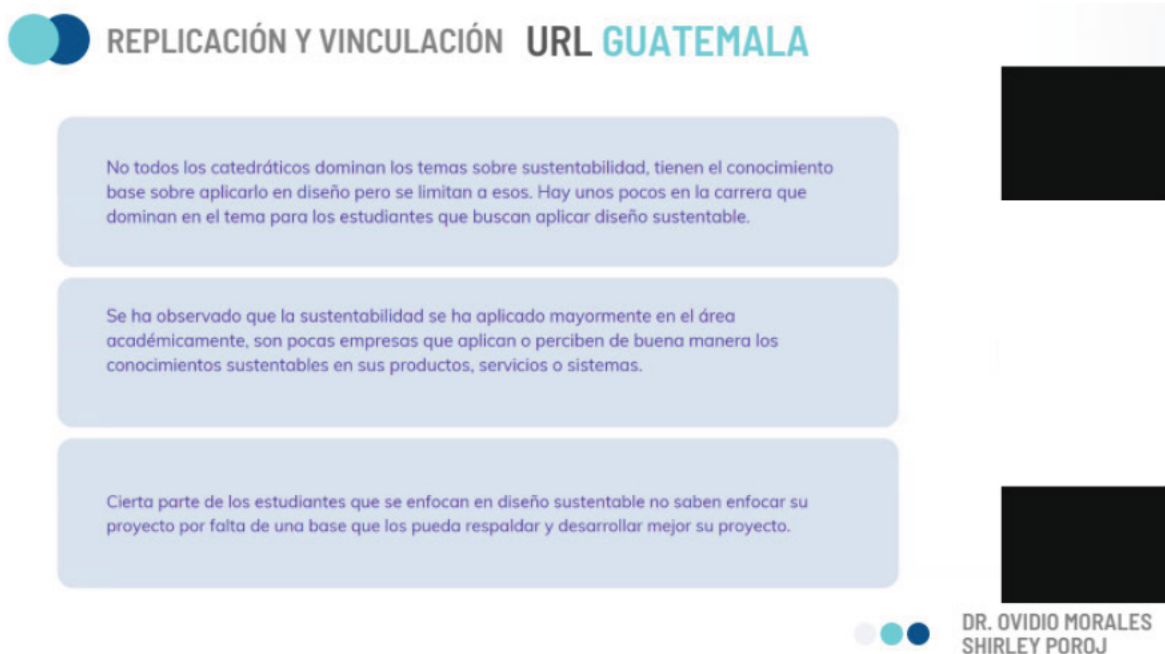 REPLICACIÓN Y VINCULACIÓN URL GUATEMALA
No todos los catedráticos dominan los temas sobre sustentabilidad, tienen el conocimiento
base sobre aplicarlo en diseño pero se limitan a esos. Hay unos pocos en la carrera que
dominan en el tema para los estudiantes que buscan aplicar diseño sustentable.
Se ha observado que la sustentabilidad se ha aplicado mayormente en el área
académicamente, son pocas empresas que aplican o perciben de buena manera los
conocimientos sustentables en sus productos, servicios o sistemas.
Cierta parte de los estudiantes que se enfocan en diseño sustentable no saben enfocar su
proyecto por falta de una base que los pueda respaldar y desarrollar mejor su proyecto.
DR. OVIDIO MORALES
SHIRLEY POROJ